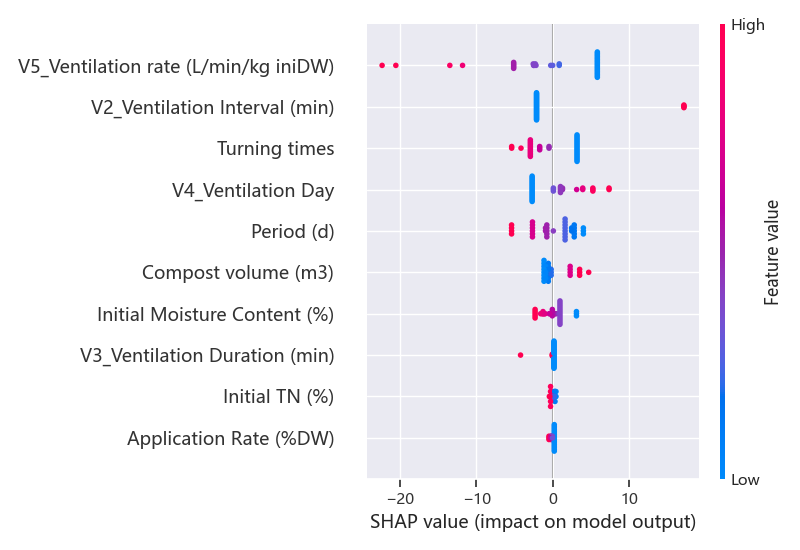 High
V5_Ventilation rate (L/min/kg iniDW)
V2_Ventilation Interval (min)
Turning times
V4_Ventilation Day
Period (d)
Compost volume (m3)
Initial Moisture Content (%)
V3_Ventilation Duration (min)
Initial TN (%)
Application Rate (%DW)
Feature value
Low
−20 −10 0 10
SHAP value (impact on model output)